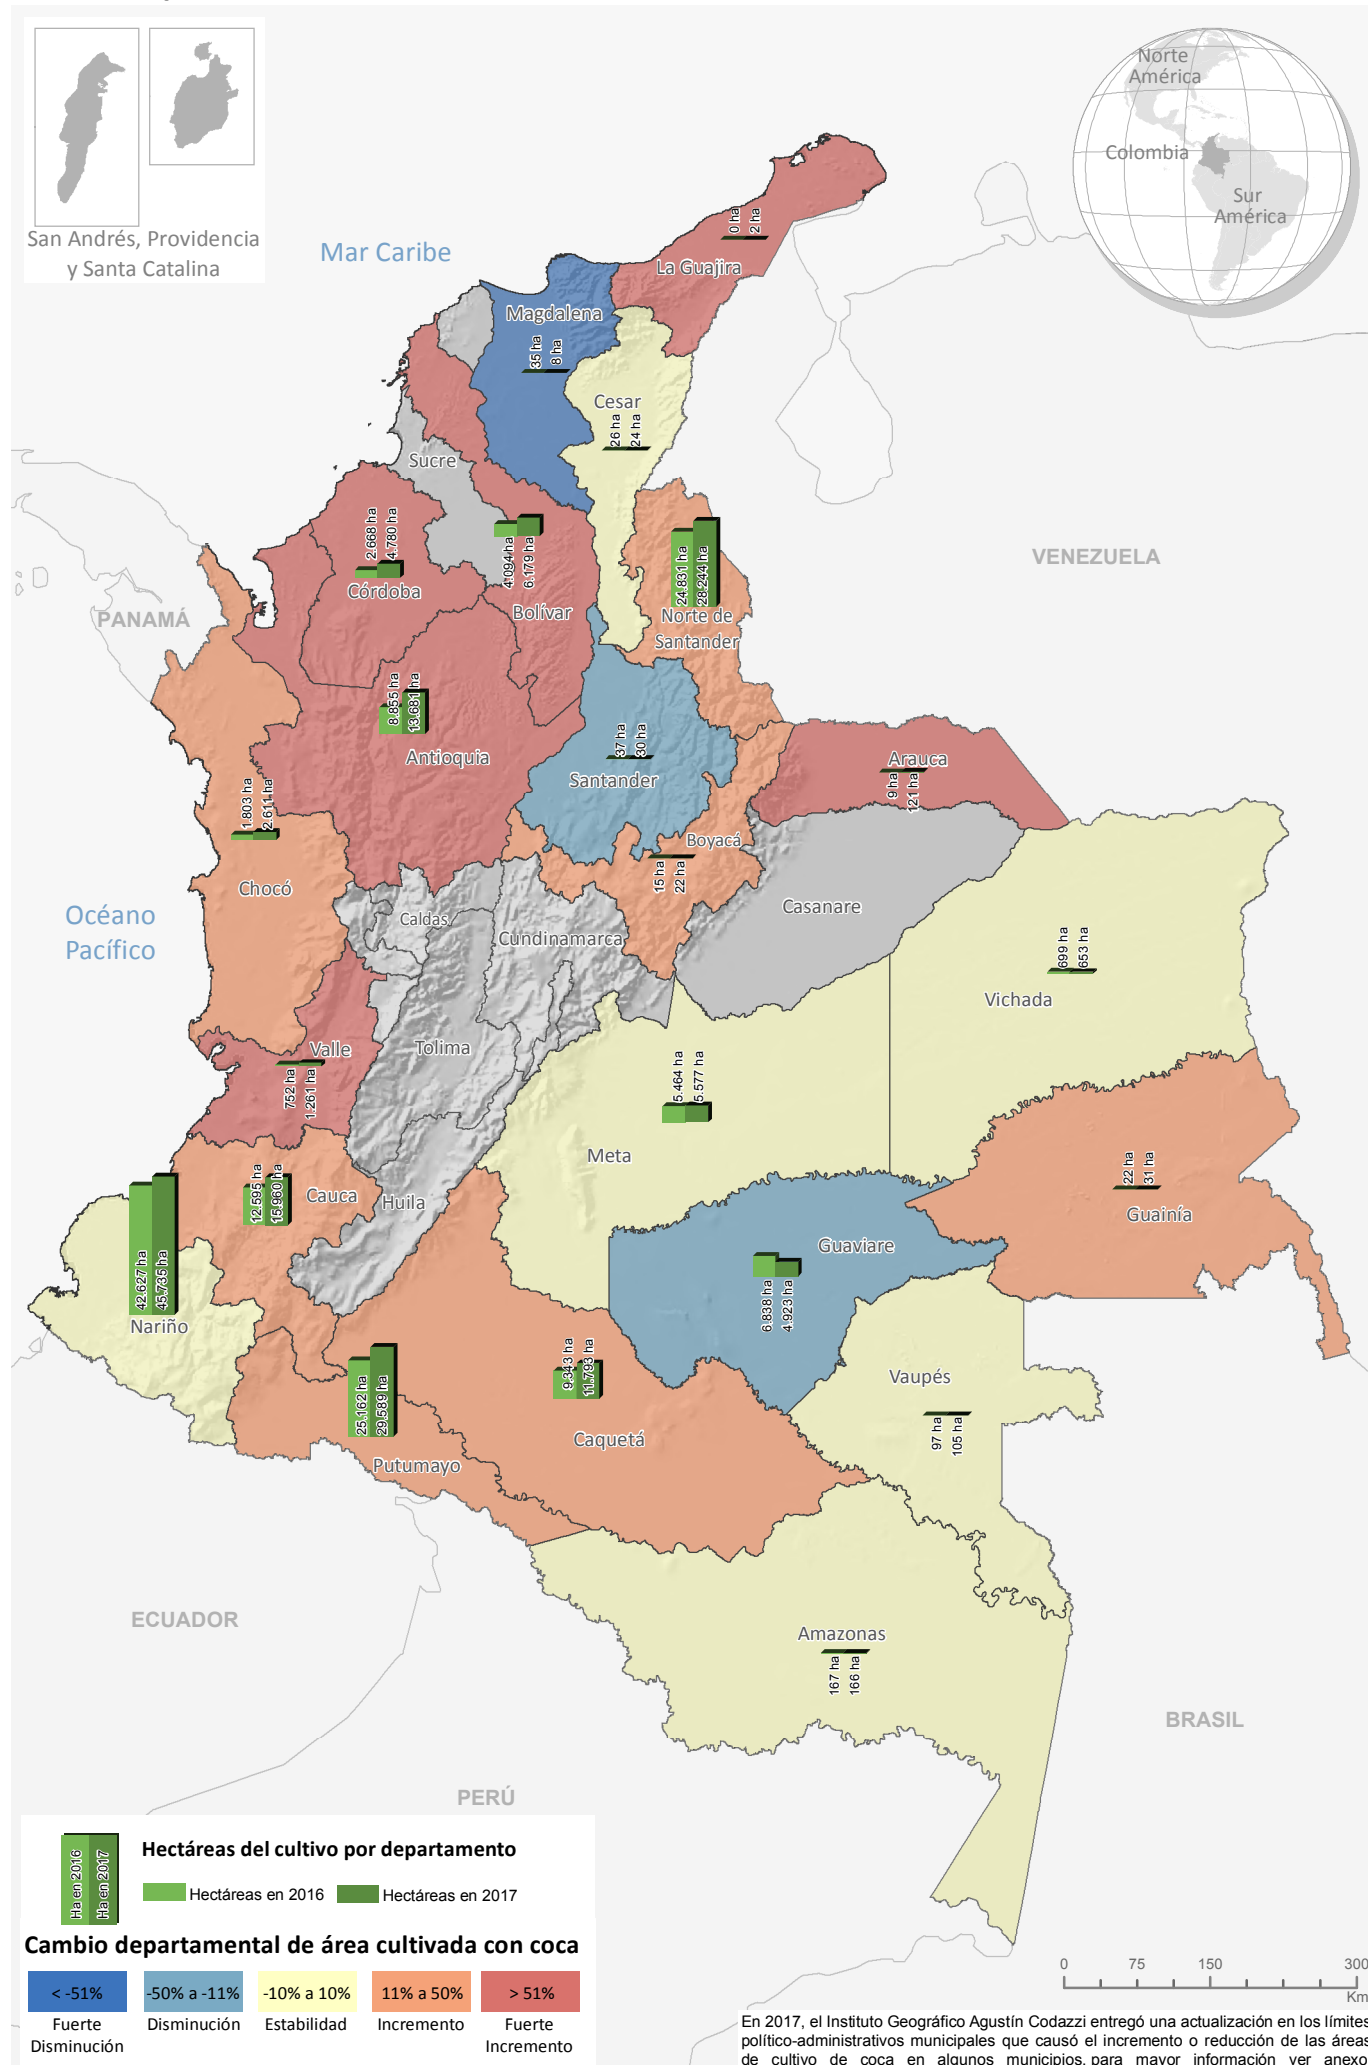 San Andrés, Providencia
y Santa Catalina
Norte
América
Colombia
Sur
América
Mar Caribe
0 ha
2 ha
La Guajira
Magdalena
35 ha
8 ha
Cesar
26 ha
24 ha
Sucre
2.668 ha
4.780 ha
Córdoba
4.094 ha
6.179 ha
Bolívar
24.831 ha
28.244 ha
Norte de
Santander
VENEZUELA
PANAMÁ
8.855 ha
13.681 ha
Antioquia
37 ha
30 ha
Santander
Arauca
9 ha
121 ha
1.803 ha
2.611 ha
Chocó
Boyacá
15 ha
22 ha
Caldas
Cundinamarca
Casanare
Océano
Pacífico
699 ha
653 ha
Vichada
Valle
752 ha
1.261 ha
Tolima
5.464 ha
5.577 ha
Meta
12.595 ha
15.960 ha
Cauca
Huila
22 ha
31 ha
Guainía
42.627 ha
45.735 ha
Nariño
Guaviare
6.838 ha
4.923 ha
25.162 ha
29.589 ha
Putumayo
9.343 ha
11.793 ha
Caquetá
Vaupés
97 ha
105 ha
ECUADOR
Amazonas
167 ha
166 ha
BRASIL
PERÚ
Ha en 2016
Ha en 2017
Hectáreas del cultivo por departamento
Hectáreas en 2016
Hectáreas en 2017
Cambio departamental de área cultivada con coca
< -51%
-50% a -11%
-10% a 10%
11% a 50%
> 51%
Fuerte
Disminución
Disminución
Estabilidad
Incremento
Fuerte
Incremento
0 75 150 300
Km
En 2017, el Instituto Geográfico Agustín Codazzi entregó una actualización en los límites
político-administrativos municipales que causó el incremento o reducción de las áreas
de cultivo de coca en algunos municipios, para mayor información ver anexo